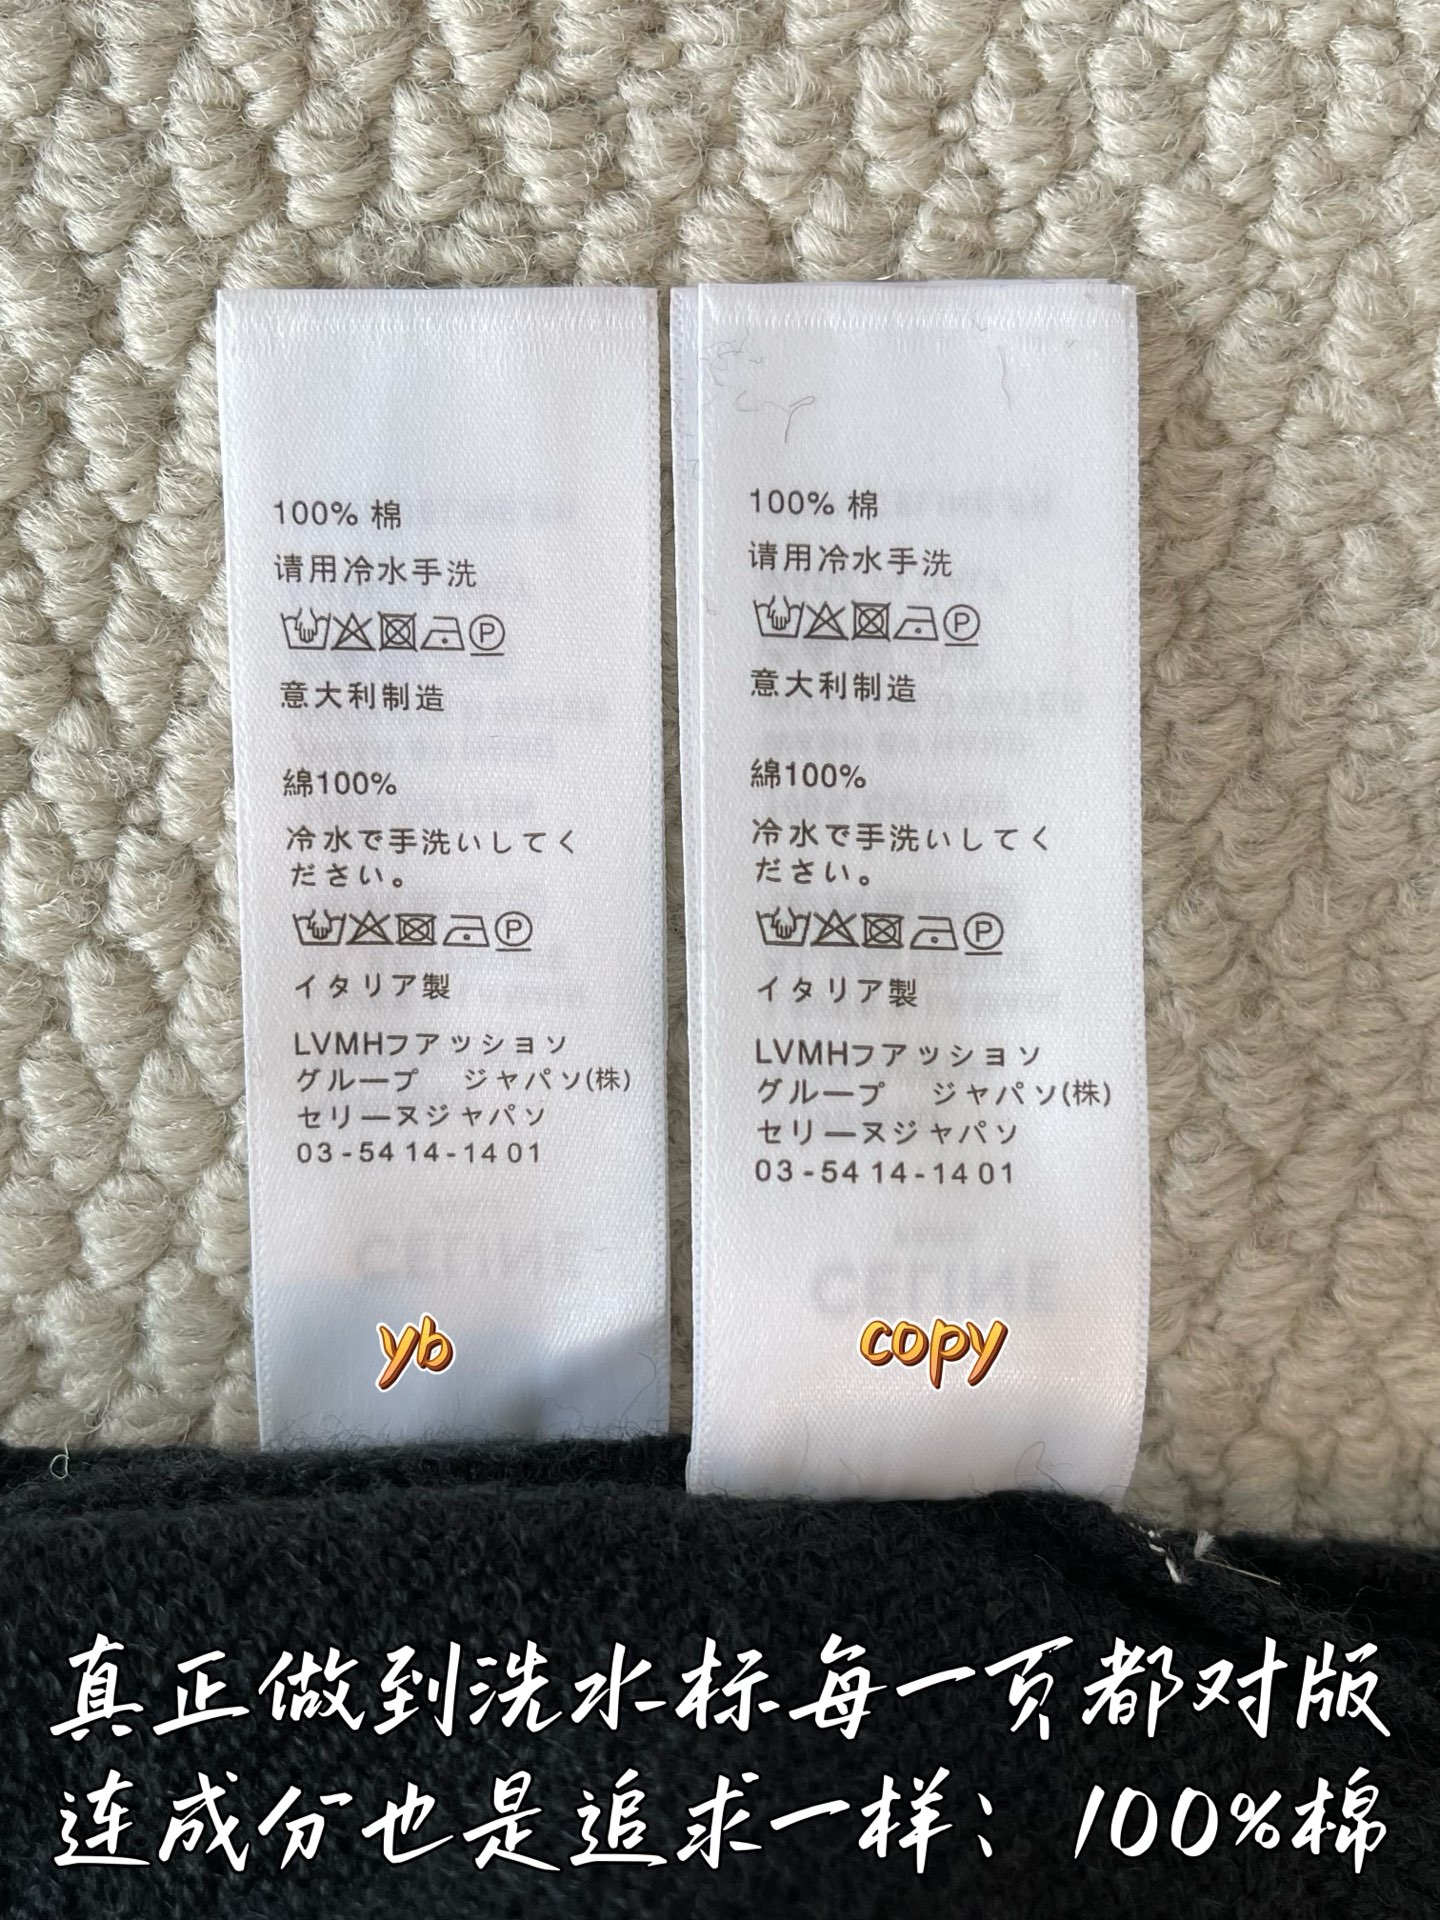 100% 棉
请用冷水手洗
P
意大利制造
綿100%
冷水で手洗いしてく
ださい。
P
イタリア製
LVMHフアッショソ
グループ ジャパソ(株)
セリーヌジャパソ
03-5414-1401
CELINE
yb
100% 棉
请用冷水手洗
P
意大利制造
綿100%
冷水で手洗いしてく
ださい。
P
イタリア製
LVMHフアッショソ
グループ ジャパソ(株)
セリーヌジャパソ
03-5414-1401
CELINE
copy
真正做到洗水标每一页都对版
连成分也是追求一样：100%棉